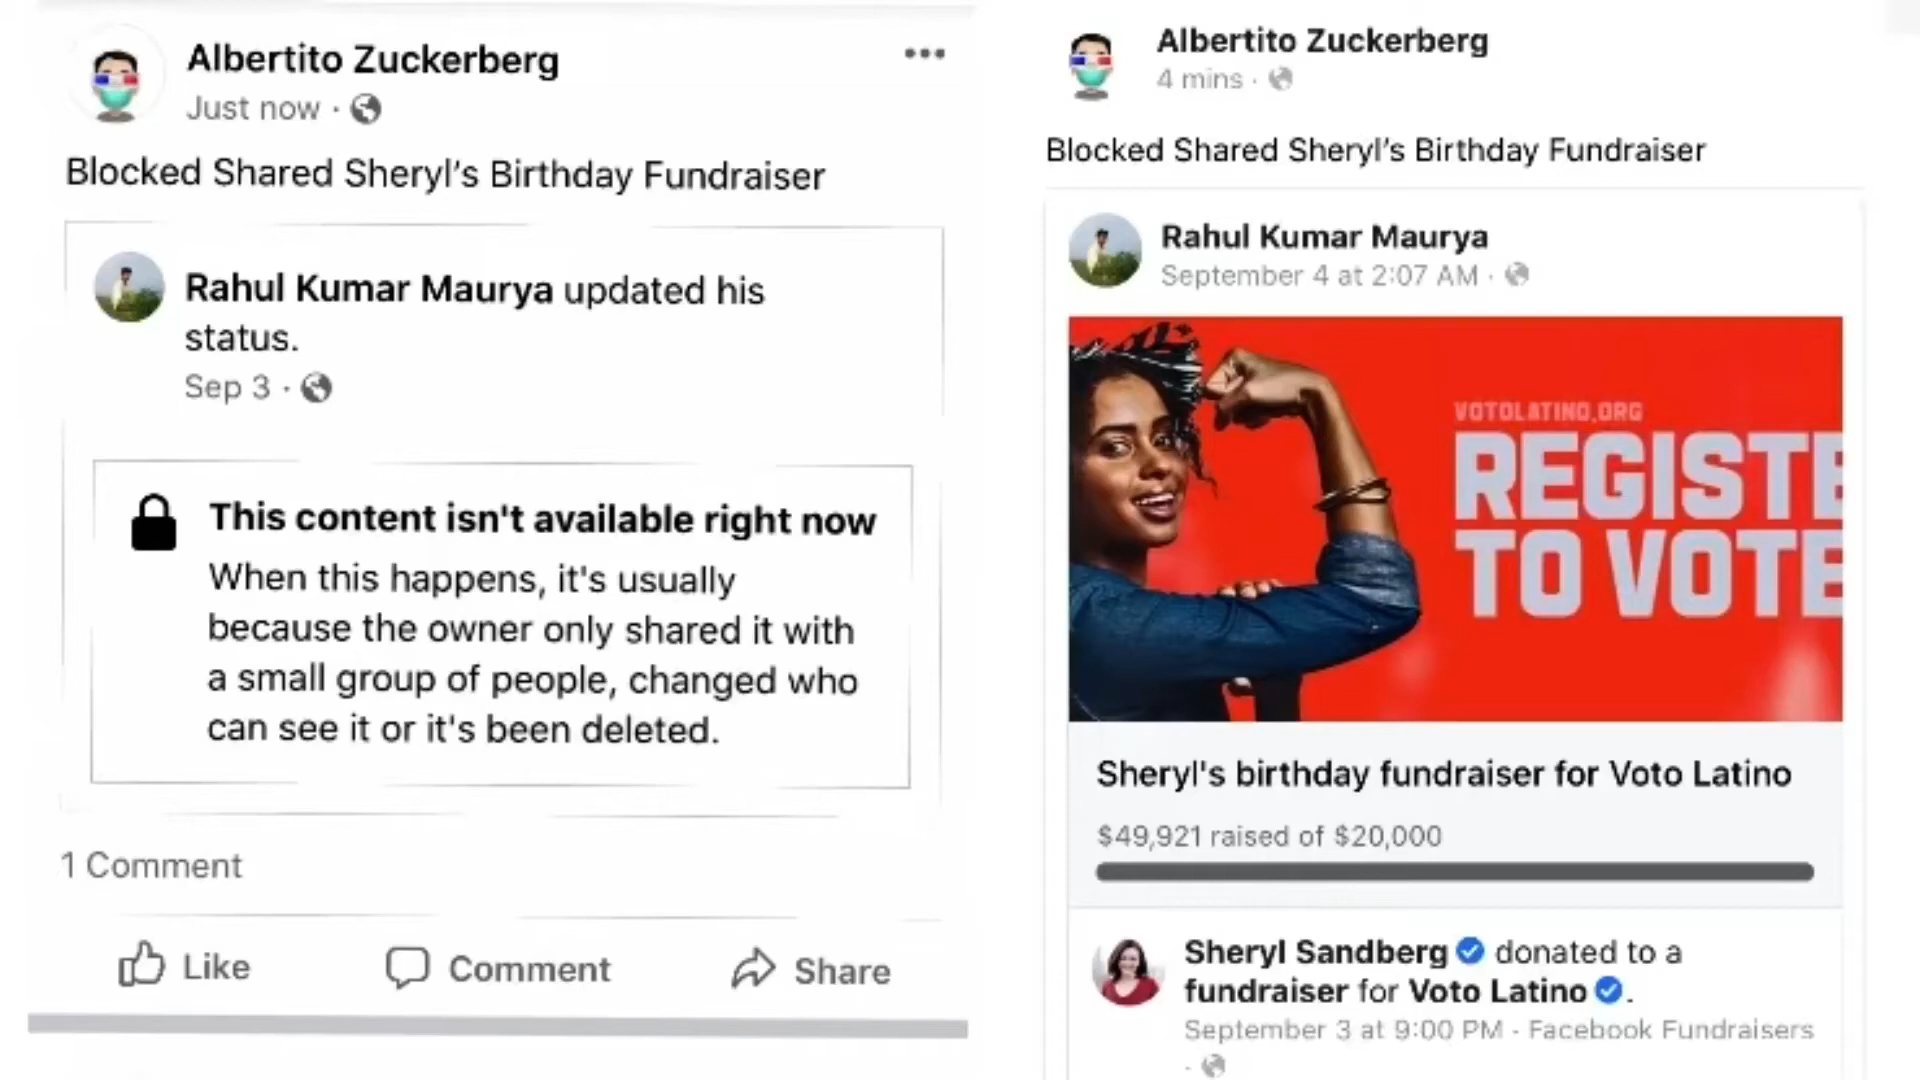 Albertito Zuckerberg
Just now ·
Blocked Shared Sheryl's Birthday Fundraiser
Rahul Kumar Maurya updated his
status.
Sep 3 ·
This content isn't available right now
When this happens, it's usually
because the owner only shared it with
a small group of people, changed who
can see it or it's been deleted.
1 Comment
Like
Comment
Share
Albertito Zuckerberg
4 mins ·
Blocked Shared Sheryl's Birthday Fundraiser
Rahul Kumar Maurya
September 4 at 2:07 AM ·
VOTOLATINO.ORG
REGISTE
TO VOTE
Sheryl's birthday fundraiser for Voto Latino
$49,921 raised of $20,000
Sheryl Sandberg donated to a
fundraiser for Voto Latino.
September 3 at 9:00 PM · Facebook Fundraisers
·